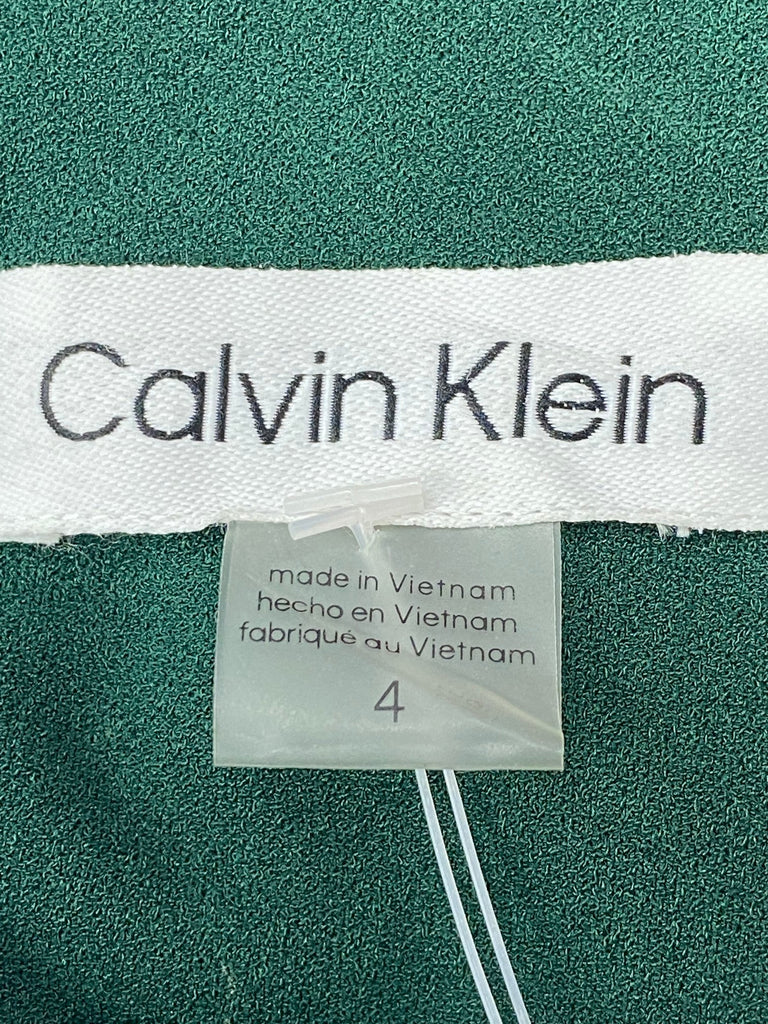 Calvin Klein
made in Vietnam
hecho en Vietnam
fabriqué au Vietnam
4